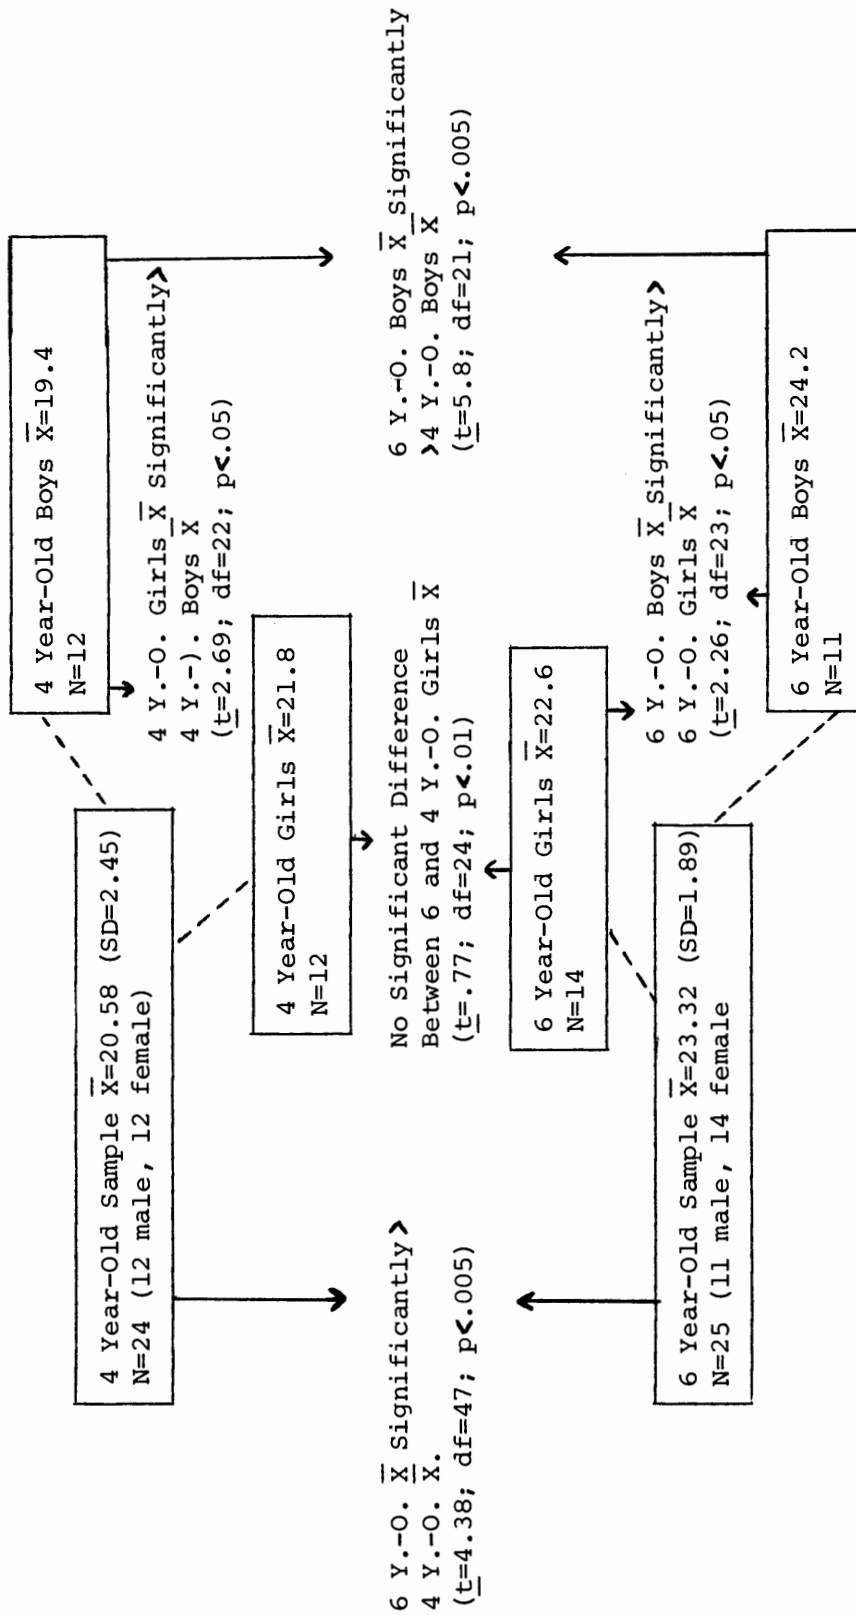 4 Year-Old Boys X̅=19.4
N=12
4 Year-Old Sample X̅=20.58 (SD=2.45)
N=24 (12 male, 12 female)
4 Y.-O. Girls X̅ Significantly>
4 Y.-). Boys X̅
(t=2.69; df=22; p<.05)
4 Year-Old Girls X̅=21.8
N=12
6 Y.-O. X̅ Significantly>
4 Y.-O. X̅.
(t=4.38; df=47; p<.005)
No Significant Difference
Between 6 and 4 Y.-O. Girls X̅
(t=.77; df=24; p<.01)
6 Y.-O. Boys X̅ Significantly
>4 Y.-O. Boys X̅
(t=5.8; df=21; p<.005)
6 Year-Old Girls X̅=22.6
N=14
6 Y.-O. Boys X̅ Significantly>
6 Y.-O. Girls X̅
(t=2.26; df=23; p<.05)
6 Year-Old Sample X̅=23.32 (SD=1.89)
N=25 (11 male, 14 female
6 Year-Old Boys X̅=24.2
N=11